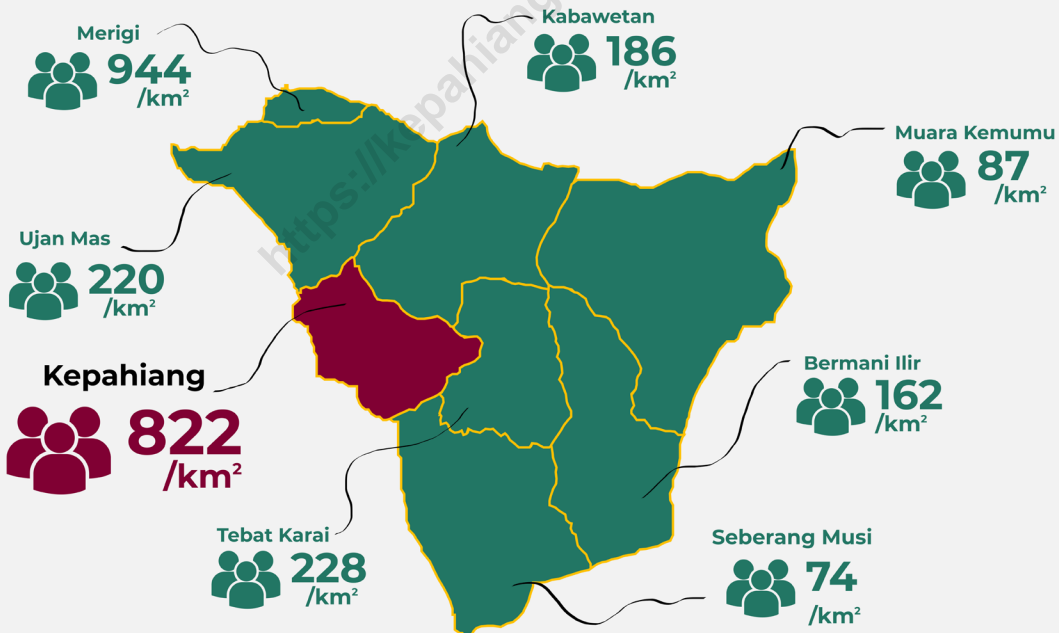 Merigi
944
/km²
Kabawetan
186
/km²
Muara Kemumu
87
/km²
Ujan Mas
220
/km²
Kepahiang
822
/km²
Bermani Ilir
162
/km²
Tebat Karai
228
/km²
Seberang Musi
74
/km²
https://kepahiang